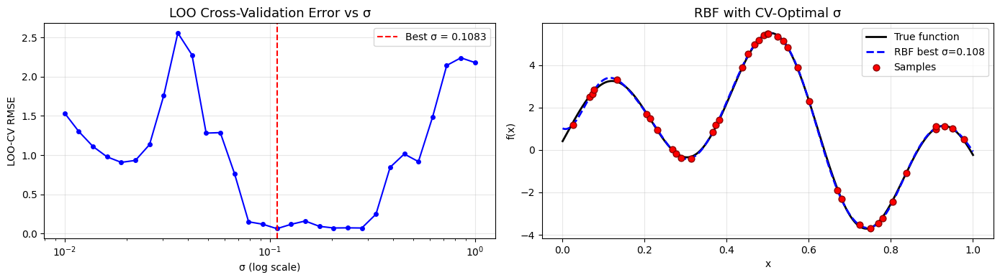 LOO Cross-Validation Error vs σ
LOO-CV RMSE
2.5
2.0
1.5
1.0
0.5
0.0
Best σ = 0.1083
10⁻²
10⁻¹
10⁰
σ (log scale)
RBF with CV-Optimal σ
f(x)
4
2
0
−2
−4
True function
RBF best σ=0.108
Samples
0.0
0.2
0.4
0.6
0.8
1.0
x